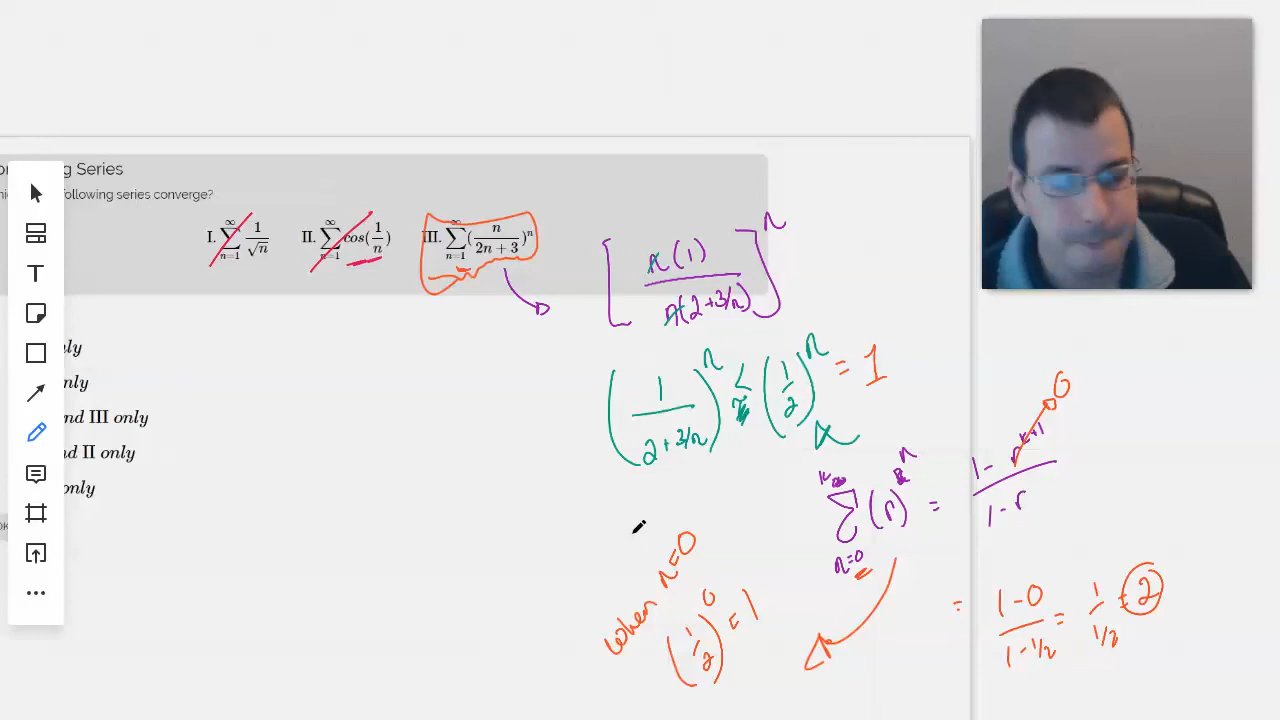 g Series
following series converge?
I. ∞ ∑ n=1 1/√n II. ∞ ∑ n=1 cos(1/n) III. ∞ ∑ n=1 (n/(2n + 3))^n
[n(1)/n(2+3/n)]^n
nly
only
nd III only
nd II only
only
(1/(2+3/n))^n ≤ (1/2)^n = 1
0
∑ n=0 (r)^n = (1 - r^k+1)/(1 - r)
when n=0
(1/2)^0 = 1
= (1-0)/(1-1/2) = 1/(1/2) = 2